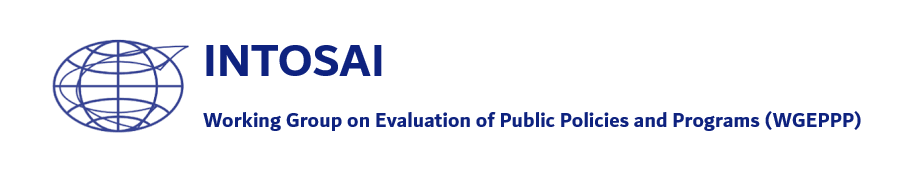 INTOSAI
Working Group on Evaluation of Public Policies and Programs (WGEPPP)